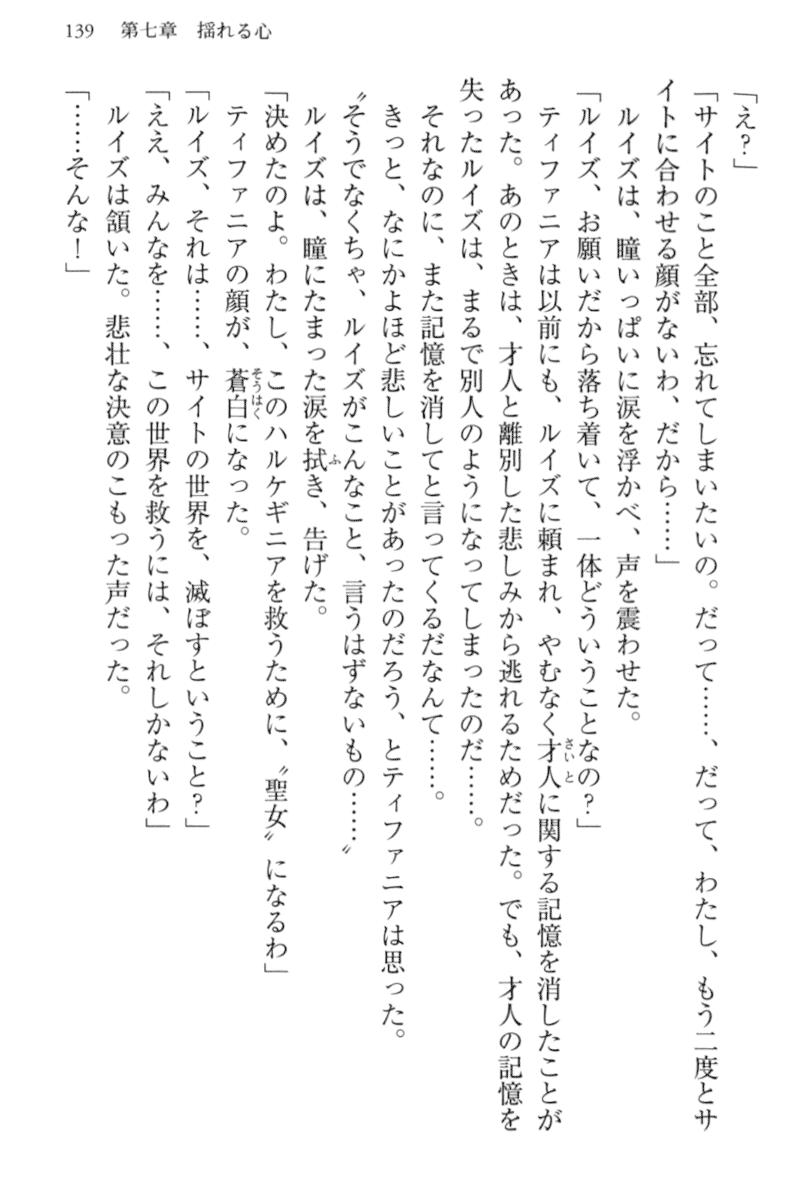 139　第七章　揺れる心
「え？」
「サイトのこと全部、忘れてしまいたいの。だって……、だって、わたし、もう二度とサ
イトに合わせる顔がないわ、だから……」
　ルイズは、瞳いっぱいに涙を浮かべ、声を震わせた。
「ルイズ、お願いだから落ち着いて、一体どういうことなの？」
　ティファニアは以前にも、ルイズに頼まれ、やむなく才人さいとに関する記憶を消したことが
あった。あのときは、才人と離別した悲しみから逃れるためだった。でも、才人の記憶を
失ったルイズは、まるで別人のようになってしまったのだ……。
　それなのに、また記憶を消してと言ってくるだなんて……。
　きっと、なにかよほど悲しいことがあったのだろう、とティファニアは思った。
〝そうでなくちゃ、ルイズがこんなこと、言うはずないもの……〟
　ルイズは、瞳にたまった涙を拭ふき、告げた。
「決めたのよ。わたし、このハルケギニアを救うために、〝聖女〟になるわ」
　ティファニアの顔が、蒼白そうはくになった。
「ルイズ、それは……、サイトの世界を、滅ぼすということ？」
「ええ、みんなを……、この世界を救うには、それしかないわ」
　ルイズは頷いた。悲壮な決意のこもった声だった。
「……そんな！」